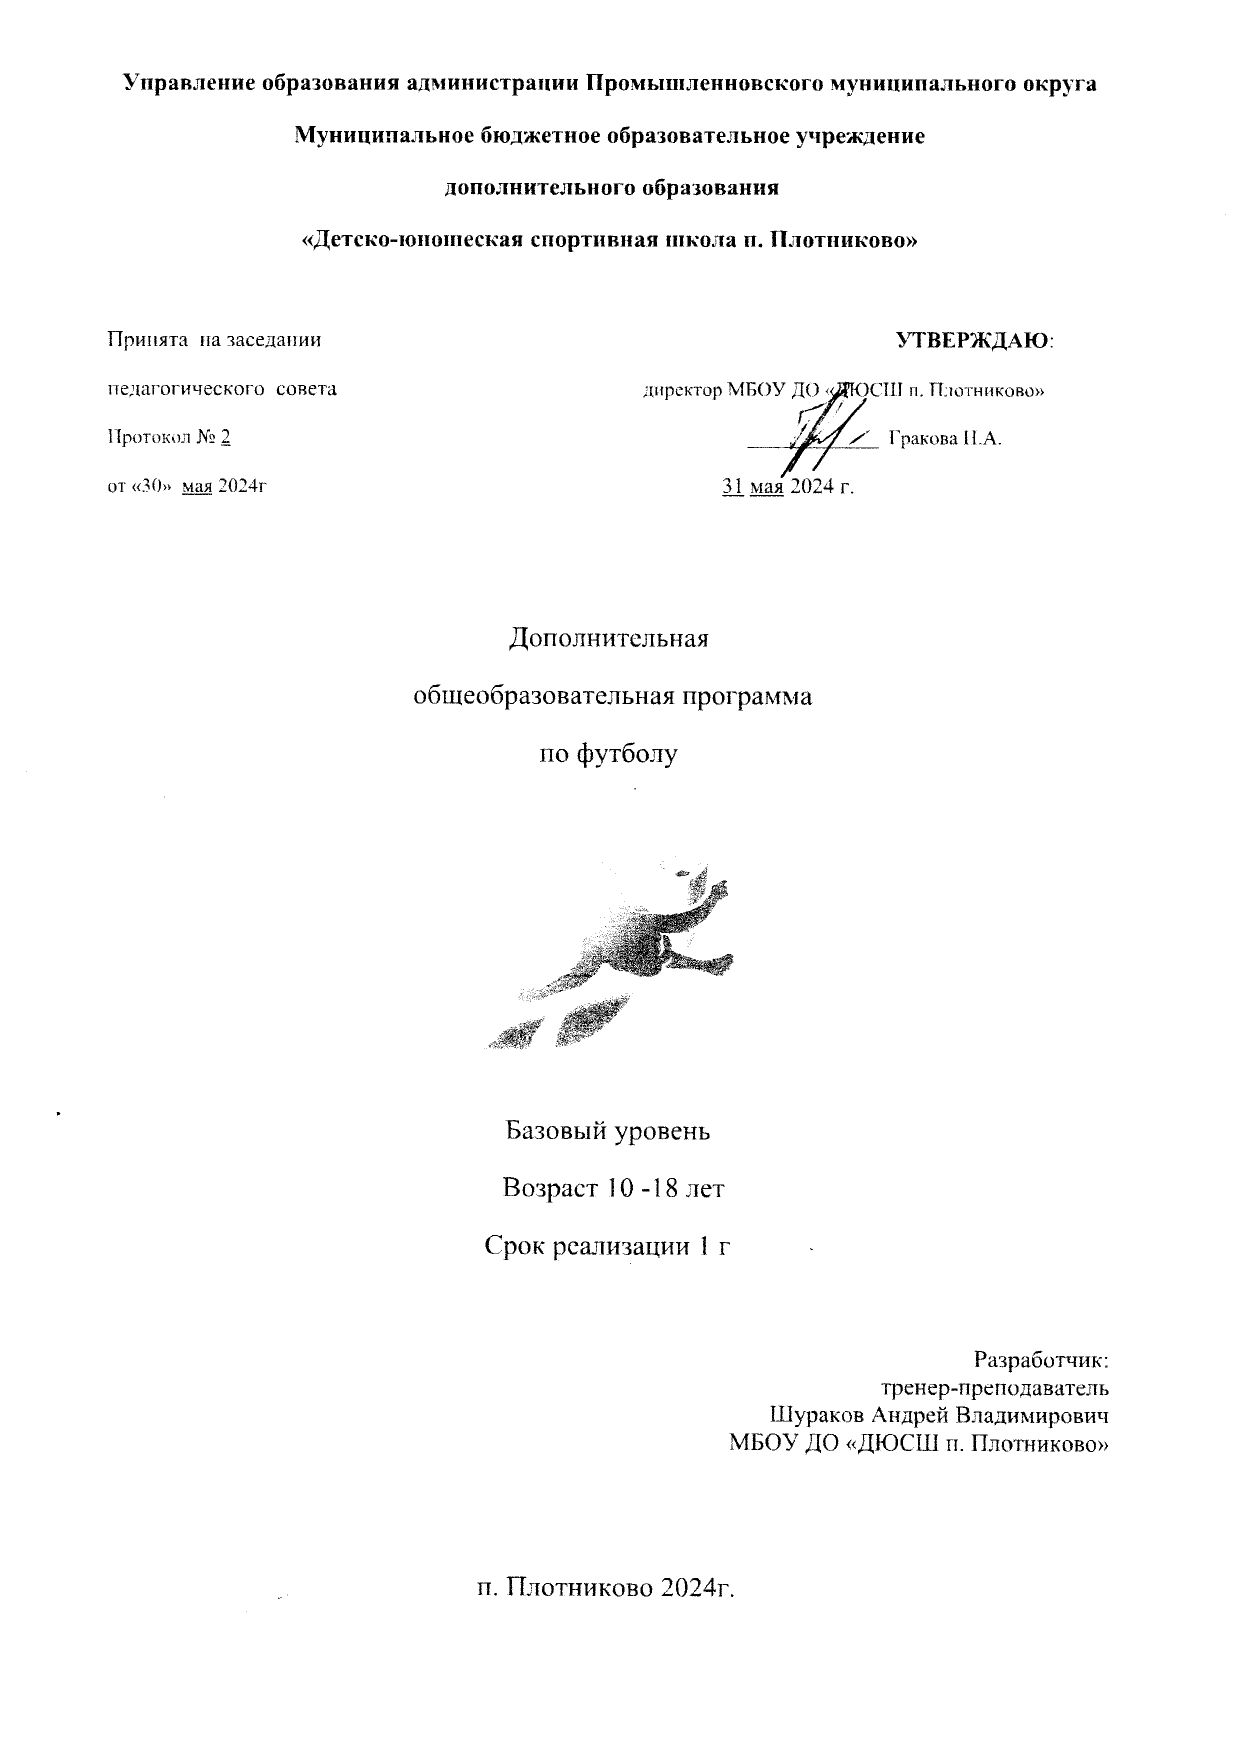 Управление образования администрации Промышленновского муниципального округа
Муниципальное бюджетное образовательное учреждение
дополнительного образования
«Детско-юношеская спортивная школа п. Плотниково»
Принята на заседании
УТВЕРЖДАЮ:
педагогического совета
директор МБОУ ДО «ДЮСШ п. Плотниково»
Протокол № 2
Гракова Н.А.
от «30» мая 2024г
31 мая 2024 г.
Дополнительная
общеобразовательная программа
по футболу
Базовый уровень
Возраст 10 -18 лет
Срок реализации 1 г
Разработчик:
тренер-преподаватель
Шураков Андрей Владимирович
МБОУ ДО «ДЮСШ п. Плотниково»
п. Плотниково 2024г.